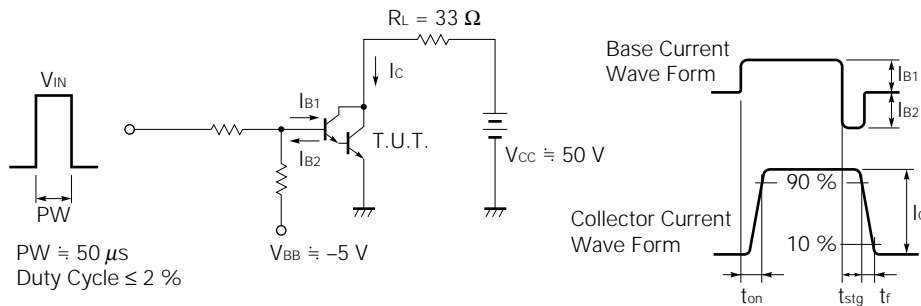 RL = 33 Ω
VIN
IC
IB1
IB2
T.U.T.
VCC ≒ 50 V
PW
VBB ≒ –5 V
PW ≒ 50 μs
Duty Cycle ≤ 2 %
Base Current
Wave Form
IB1
IB2
90 %
Collector Current
Wave Form
10 %
ton
tstg
tf